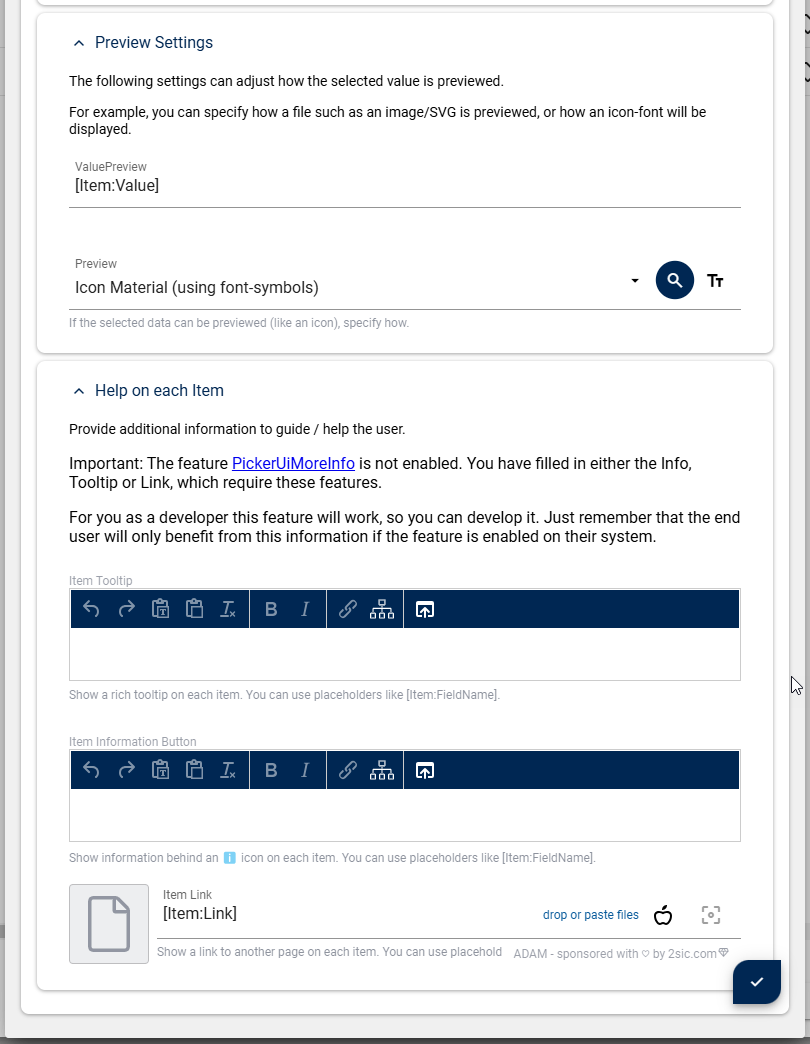 Preview Settings
The following settings can adjust how the selected value is previewed.
For example, you can specify how a file such as an image/SVG is previewed, or how an icon-font will be
displayed.
ValuePreview
[Item:Value]
Preview
Icon Material (using font-symbols)
If the selected data can be previewed (like an icon), specify how.
Help on each Item
Provide additional information to guide / help the user.
Important: The feature PickerUiMoreInfo is not enabled. You have filled in either the Info,
Tooltip or Link, which require these features.
For you as a developer this feature will work, so you can develop it. Just remember that the end
user will only benefit from this information if the feature is enabled on their system.
Item Tooltip
Show a rich tooltip on each item. You can use placeholders like [Item:FieldName].
Item Information Button
Show information behind an ℹ️ icon on each item. You can use placeholders like [Item:FieldName].
Item Link
[Item:Link]
drop or paste files
Show a link to another page on each item. You can use placehold
ADAM - sponsored with ♡ by 2sic.com